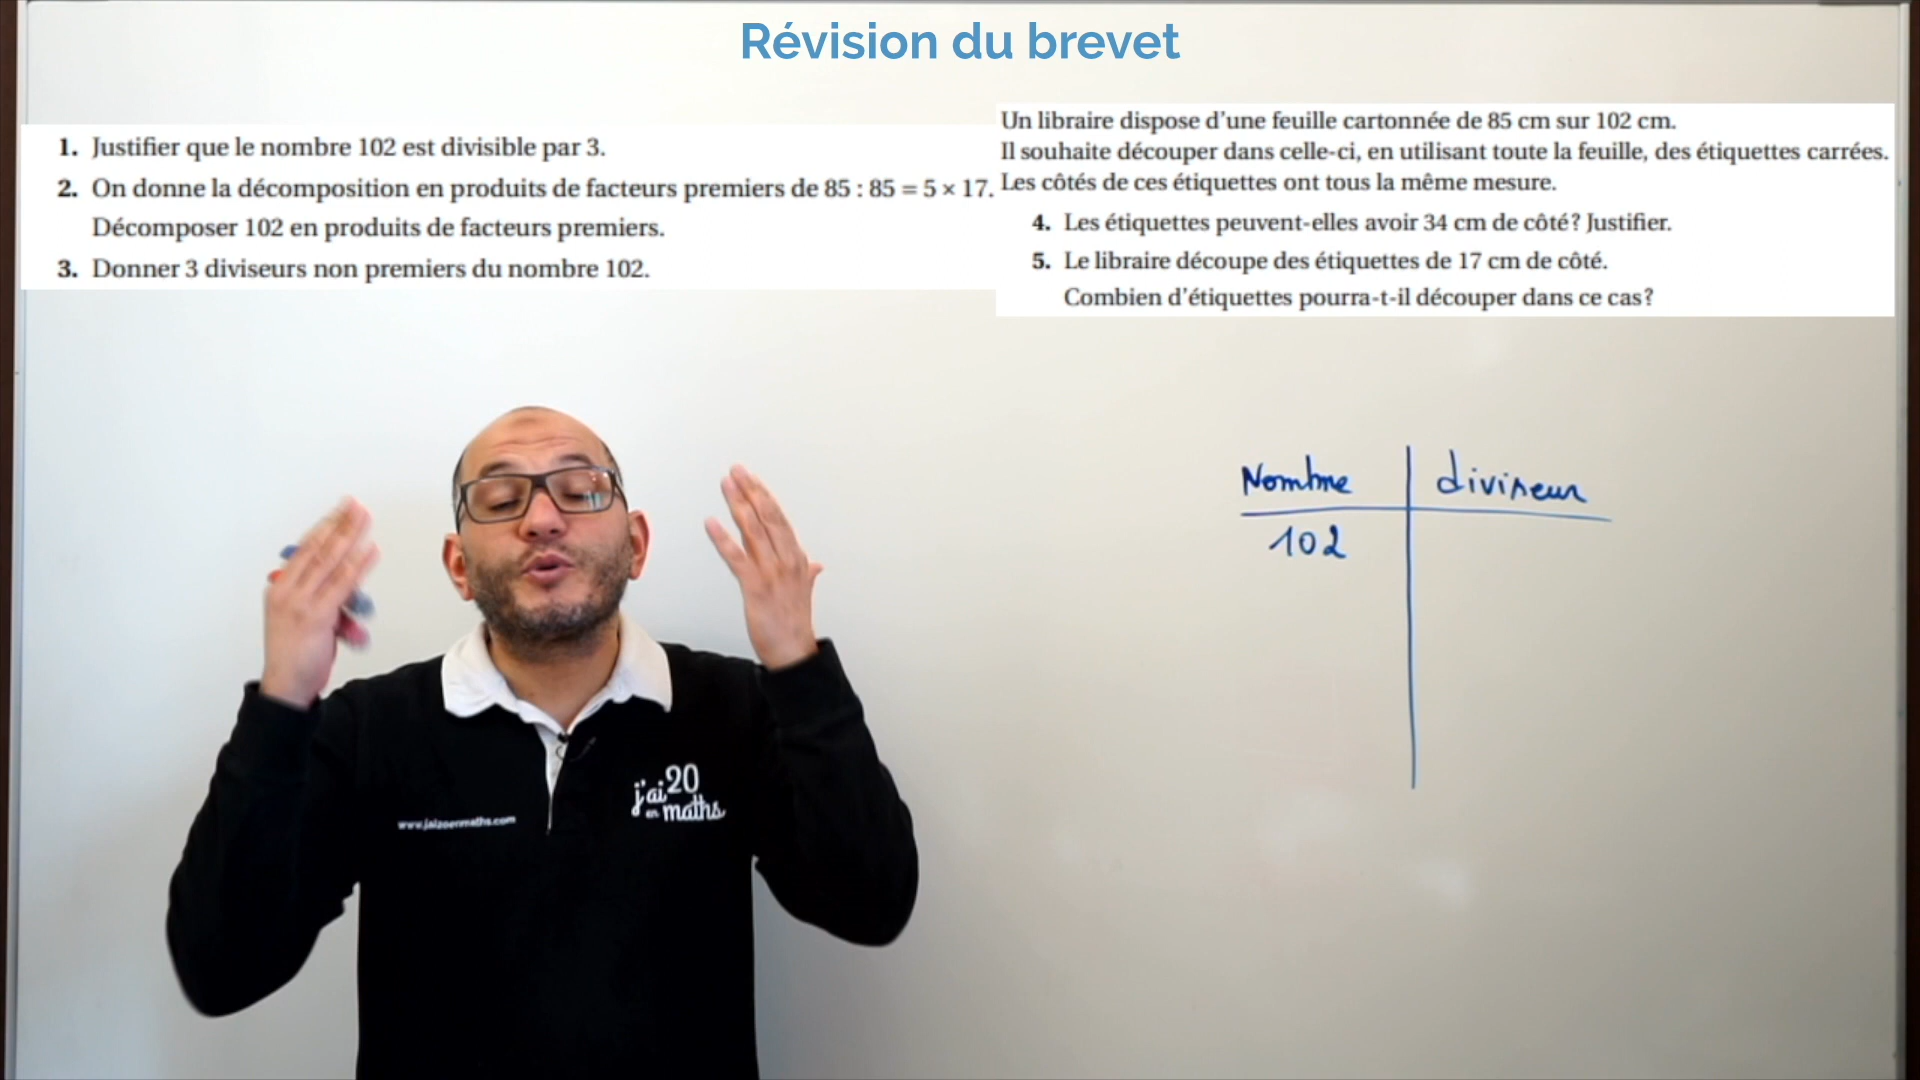 Révision du brevet
1. Justifier que le nombre 102 est divisible par 3.
2. On donne la décomposition en produits de facteurs premiers de 85 : 85 = 5 × 17.
Décomposer 102 en produits de facteurs premiers.
3. Donner 3 diviseurs non premiers du nombre 102.
Un libraire dispose d'une feuille cartonnée de 85 cm sur 102 cm.
Il souhaite découper dans celle-ci, en utilisant toute la feuille, des étiquettes carrées.
Les côtés de ces étiquettes ont tous la même mesure.
4. Les étiquettes peuvent-elles avoir 34 cm de côté ? Justifier.
5. Le libraire découpe des étiquettes de 17 cm de côté.
Combien d'étiquettes pourra-t-il découper dans ce cas ?
Nombre diviseur
102
j'ai 20
en maths
www.jaizoenmaths.com